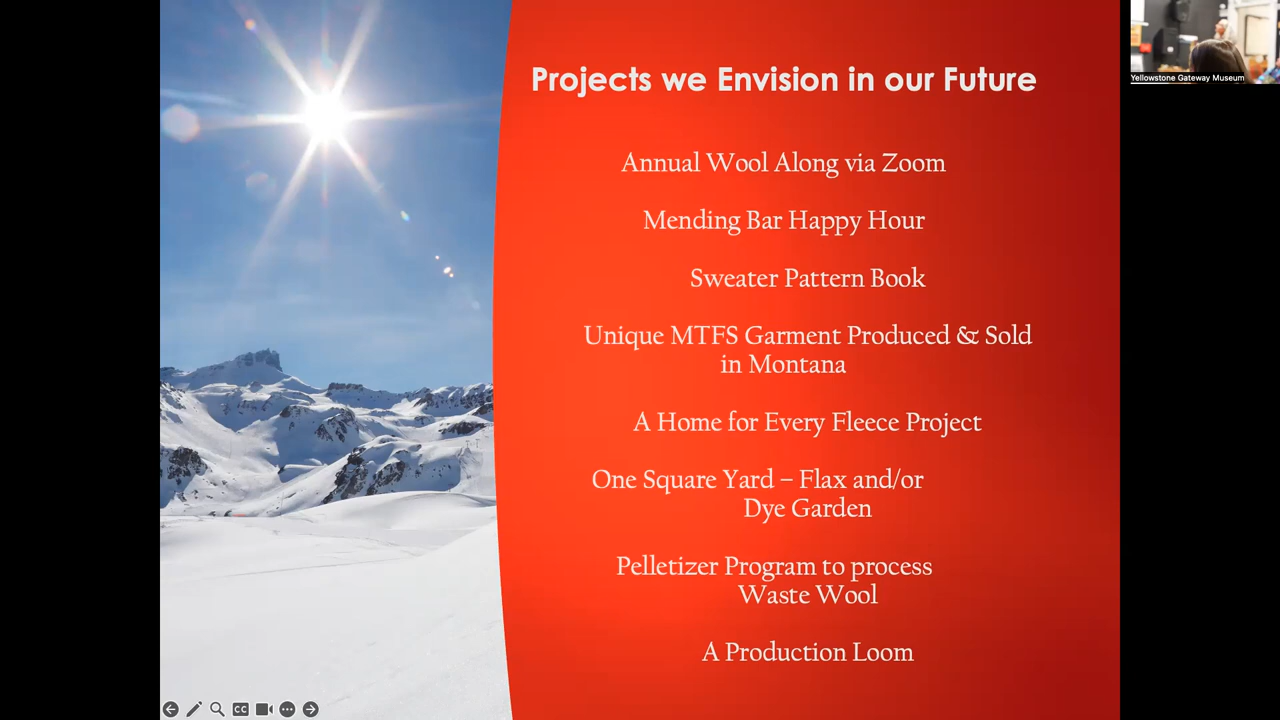 Projects we Envision in our Future
Annual Wool Along via Zoom
Mending Bar Happy Hour
Sweater Pattern Book
Unique MTFS Garment Produced & Sold
in Montana
A Home for Every Fleece Project
One Square Yard – Flax and/or
Dye Garden
Pelletizer Program to process
Waste Wool
A Production Loom
Yellowstone Gateway Museum
CC